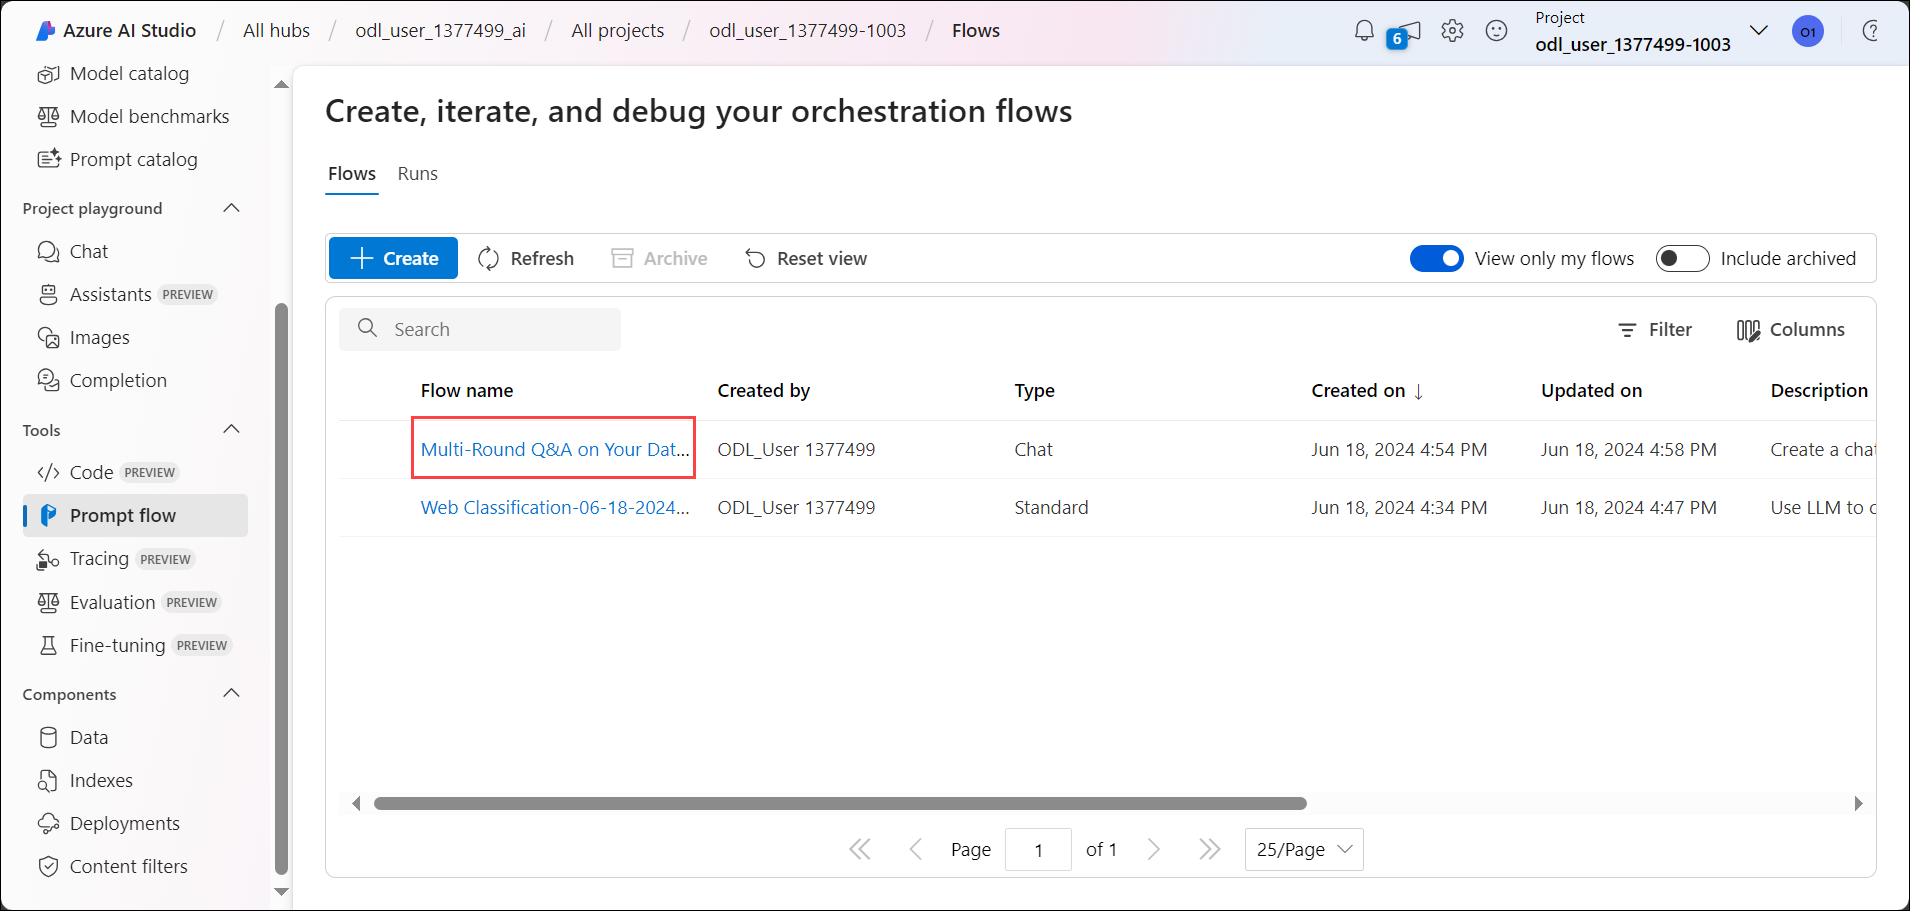 Azure AI Studio / All hubs / odl_user_1377499_ai / All projects / odl_user_1377499-1003 / Flows
6
Project
odl_user_1377499-1003
O1
Model catalog
Model benchmarks
Prompt catalog
Project playground
Chat
Assistants PREVIEW
Images
Completion
Tools
Code PREVIEW
Prompt flow
Tracing PREVIEW
Evaluation PREVIEW
Fine-tuning PREVIEW
Components
Data
Indexes
Deployments
Content filters
Create, iterate, and debug your orchestration flows
Flows Runs
Create Refresh Archive Reset view View only my flows Include archived
Search Filter Columns
Flow name Created by Type Created on ↓ Updated on Description
Multi-Round Q&A on Your Dat... ODL_User 1377499 Chat Jun 18, 2024 4:54 PM Jun 18, 2024 4:58 PM Create a chat
Web Classification-06-18-2024... ODL_User 1377499 Standard Jun 18, 2024 4:34 PM Jun 18, 2024 4:47 PM Use LLM to c
Page 1 of 1 25/Page